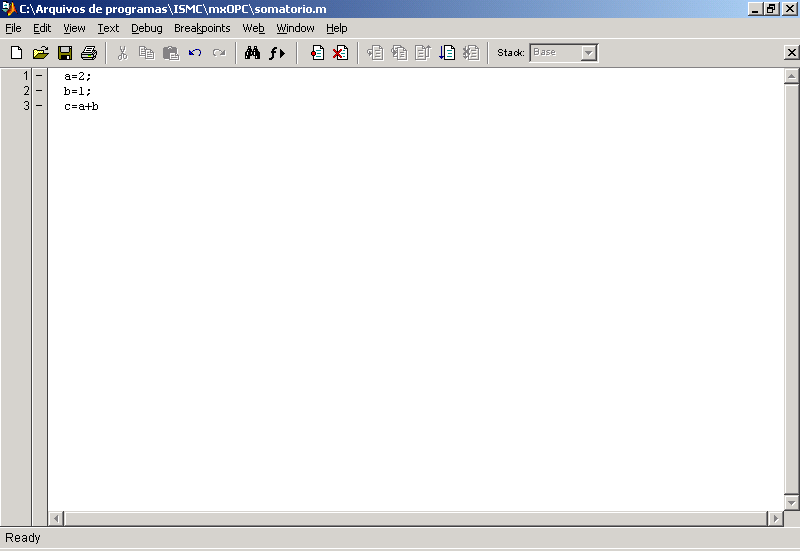 C:\Arquivos de programas\ISMC\mxOPC\somatorio.m
File Edit View Text Debug Breakpoints Web Window Help
Stack: Base
1 – a=2;
2 – b=1;
3 – c=a+b
Ready